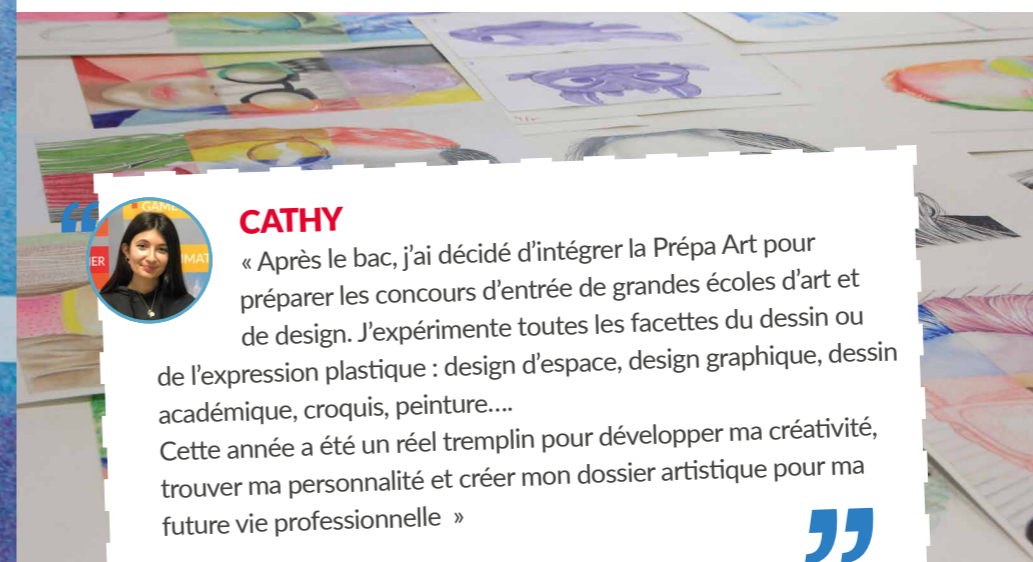 CATHY
« Après le bac, j’ai décidé d’intégrer la Prépa Art pour
préparer les concours d’entrée de grandes écoles d’art et
de design. J’expérimente toutes les facettes du dessin ou
de l’expression plastique : design d’espace, design graphique, dessin
académique, croquis, peinture....
Cette année a été un réel tremplin pour développer ma créativité,
trouver ma personnalité et créer mon dossier artistique pour ma
future vie professionnelle »